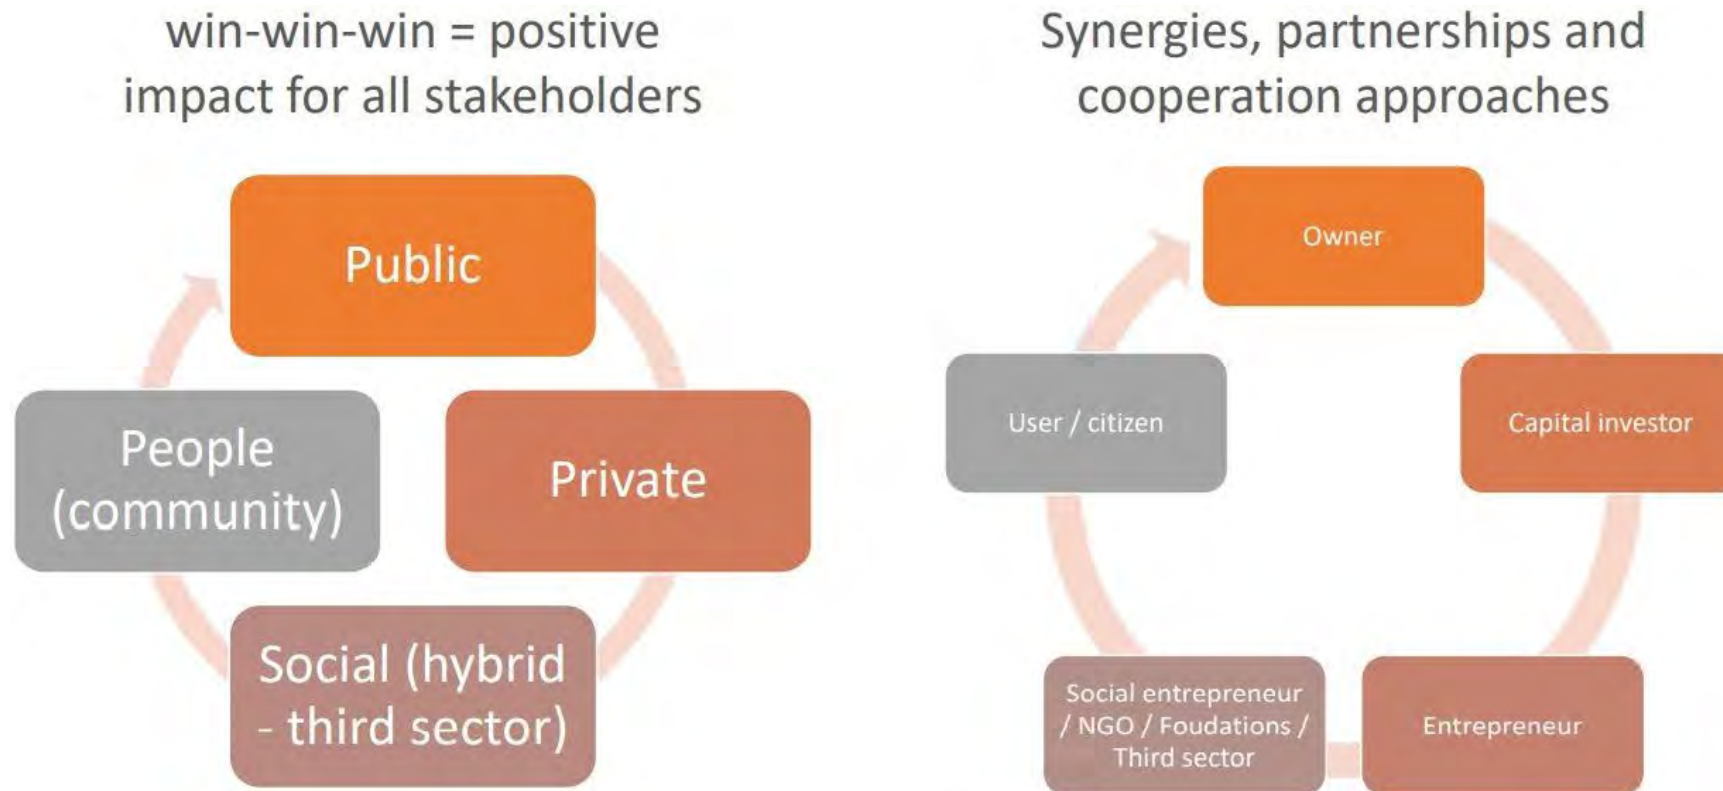 win-win-win = positive
impact for all stakeholders
Public
Private
Social (hybrid
- third sector)
People
(community)
Synergies, partnerships and
cooperation approaches
Owner
Capital investor
Entrepreneur
Social entrepreneur
/ NGO / Foudations /
Third sector
User / citizen